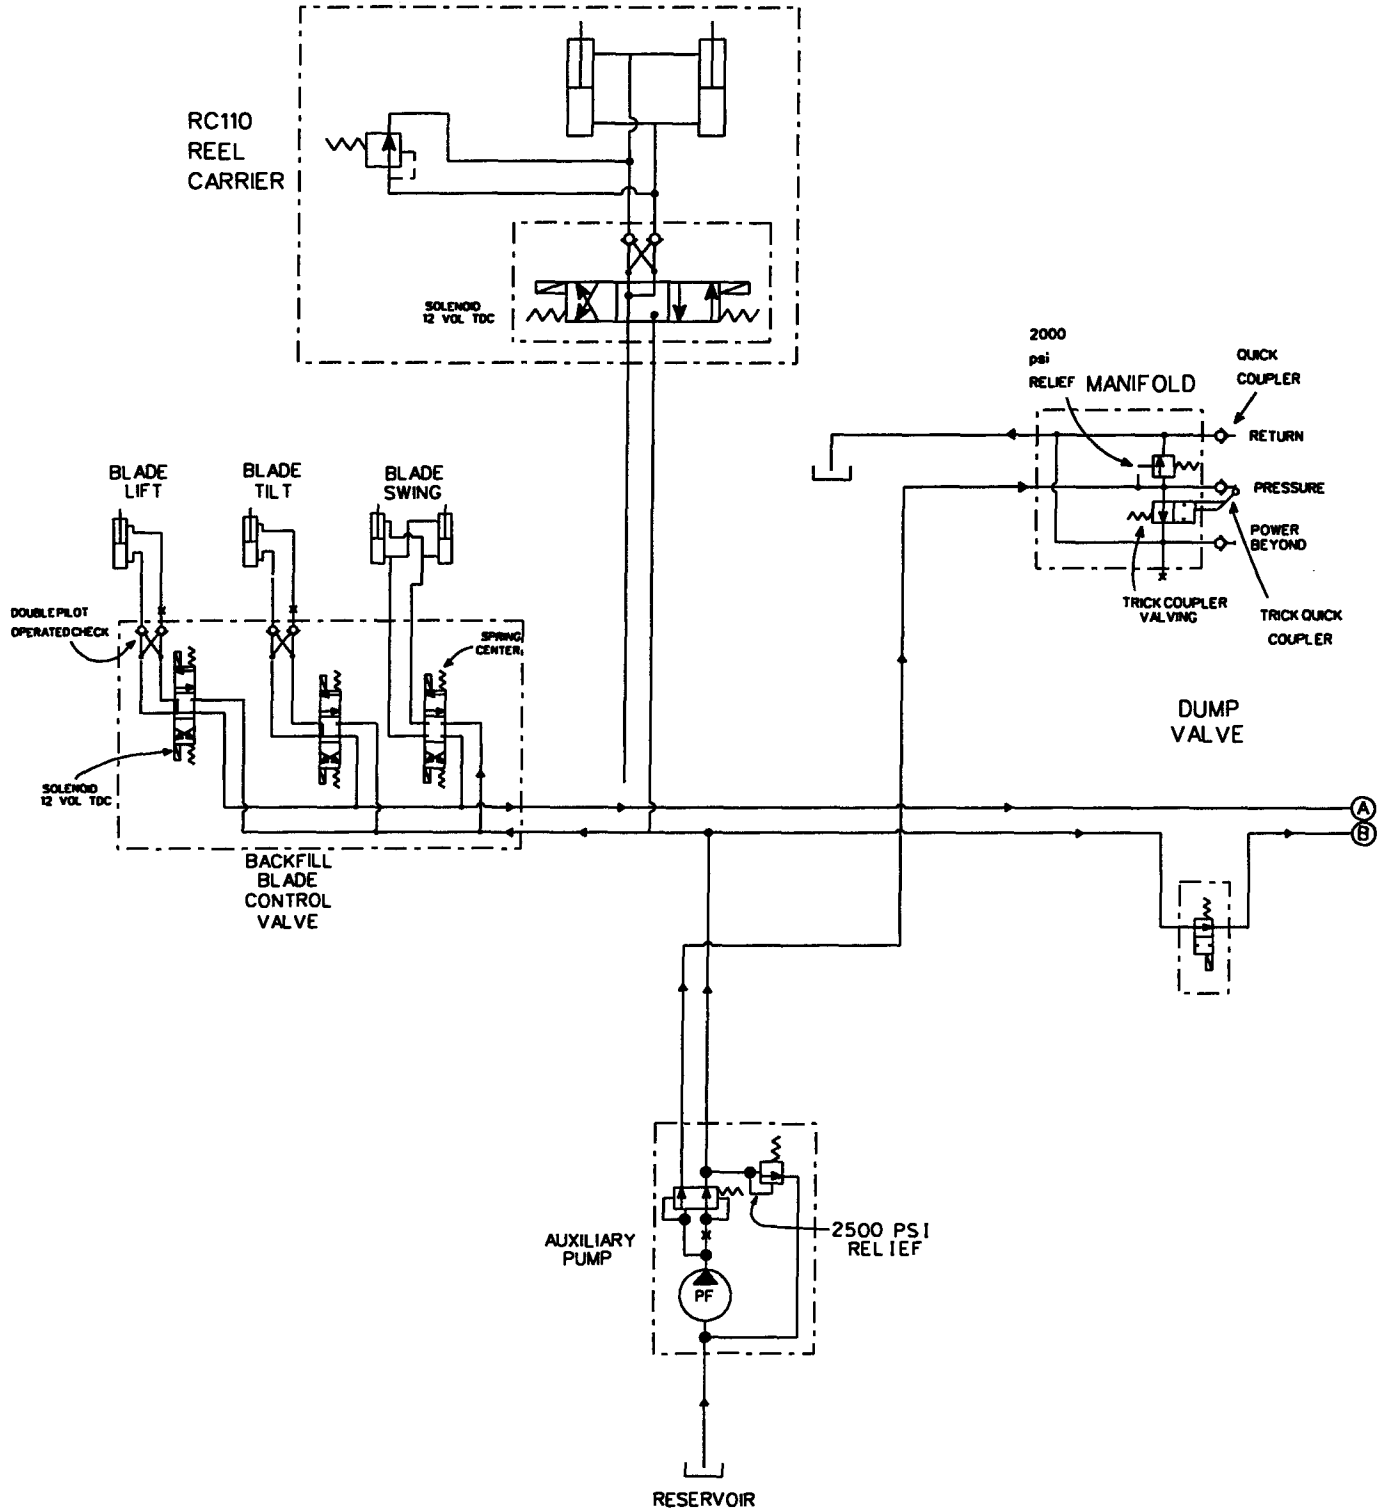 RC110
REEL
CARRIER
SOLENOID
12 VOL TDC
2000
psi
RELIEF
MANIFOLD
QUICK
COUPLER
RETURN
PRESSURE
POWER
BEYOND
TRICK COUPLER
VALVING
TRICK QUICK
COUPLER
BLADE
LIFT
BLADE
TILT
BLADE
SWING
DOUBLE PILOT
OPERATED CHECK
SPRING
CENTER
SOLENOID
12 VOL TDC
DUMP
VALVE
A
B
BACKFILL
BLADE
CONTROL
VALVE
AUXILIARY
PUMP
2500 PSI
RELIEF
PF
RESERVOIR